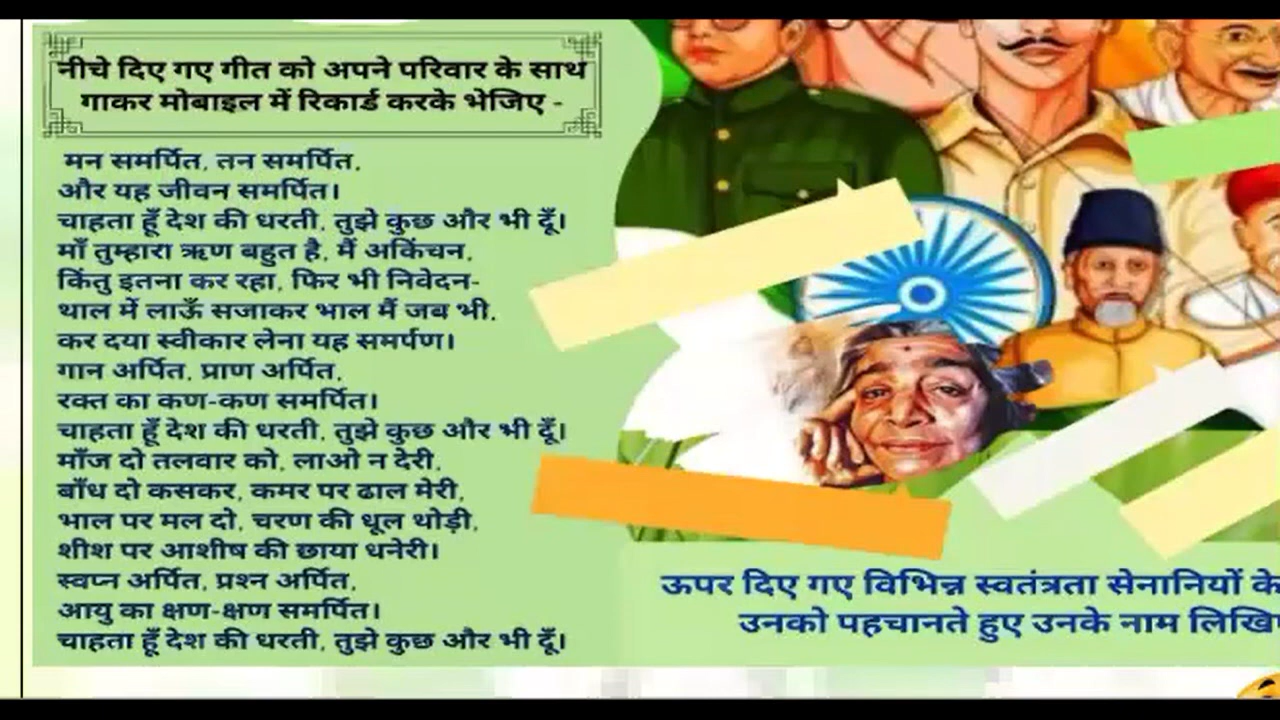 नीचे दिए गए गीत को अपने परिवार के साथ
गाकर मोबाइल में रिकार्ड करके भेजिए -
मन समर्पित, तन समर्पित,
और यह जीवन समर्पित।
चाहता हूँ देश की धरती, तुझे कुछ और भी दूँ।
माँ तुम्हारा ऋण बहुत है, मैं अकिंचन,
किंतु इतना कर रहा, फिर भी निवेदन-
थाल में लाऊँ सजाकर भाल मैं जब भी,
कर दया स्वीकार लेना यह समर्पण।
गान अर्पित, प्राण अर्पित,
रक्त का कण-कण समर्पित।
चाहता हूँ देश की धरती, तुझे कुछ और भी दूँ।
माँज दो तलवार को, लाओ न देरी,
बाँध दो कसकर, कमर पर ढाल मेरी,
भाल पर मल दो, चरण की धूल थोड़ी,
शीश पर आशीष की छाया धनेरी।
स्वप्न अर्पित, प्रश्न अर्पित,
आयु का क्षण-क्षण समर्पित।
चाहता हूँ देश की धरती, तुझे कुछ और भी दूँ।
ऊपर दिए गए विभिन्न स्वतंत्रता सेनानियों के
उनको पहचानते हुए उनके नाम